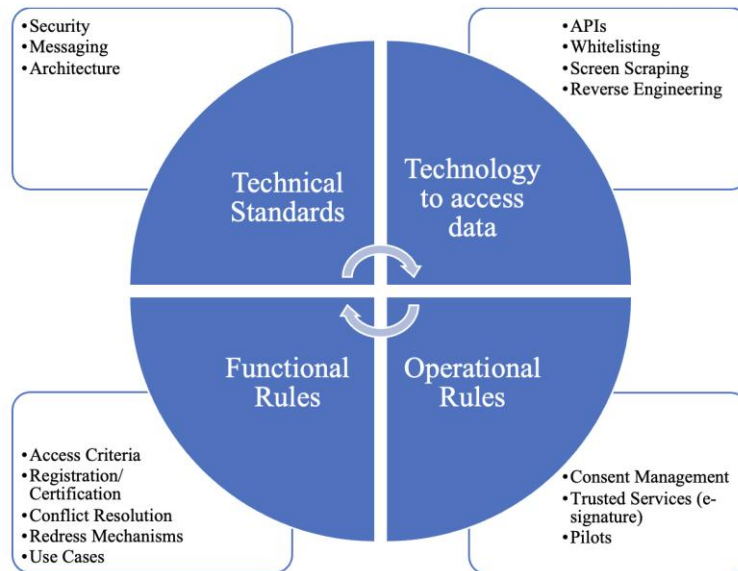 •Security
•Messaging
•Architecture
•APIs
•Whitelisting
•Screen Scraping
•Reverse Engineering
Technical
Standards
Technology
to access
data
Functional
Rules
Operational
Rules
•Access Criteria
•Registration/
Certification
•Conflict Resolution
•Redress Mechanisms
•Use Cases
•Consent Management
•Trusted Services (e-
signature)
•Pilots